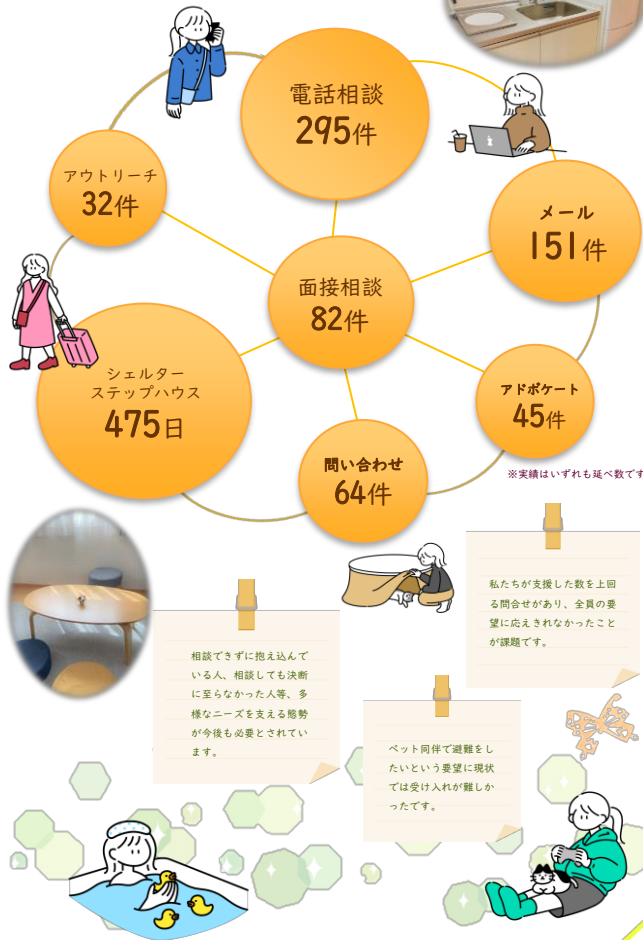 電話相談
295件
アウトリーチ
32件
メール
151件
面接相談
82件
シェルター
ステップハウス
475日
アドボケート
45件
問い合わせ
64件
※実績はいずれも延べ数です
私たちが支援した数を上回
る問合せがあり、全員の要
望に応えきれなかったこと
が課題です。
相談できずに抱え込んで
いる人、相談しても決断
に至らなかった人等、多
様なニーズを支える態勢
が今後も必要とされてい
ます。
ペット同伴で避難をし
たいという要望に現状
では受け入れが難しか
ったです。